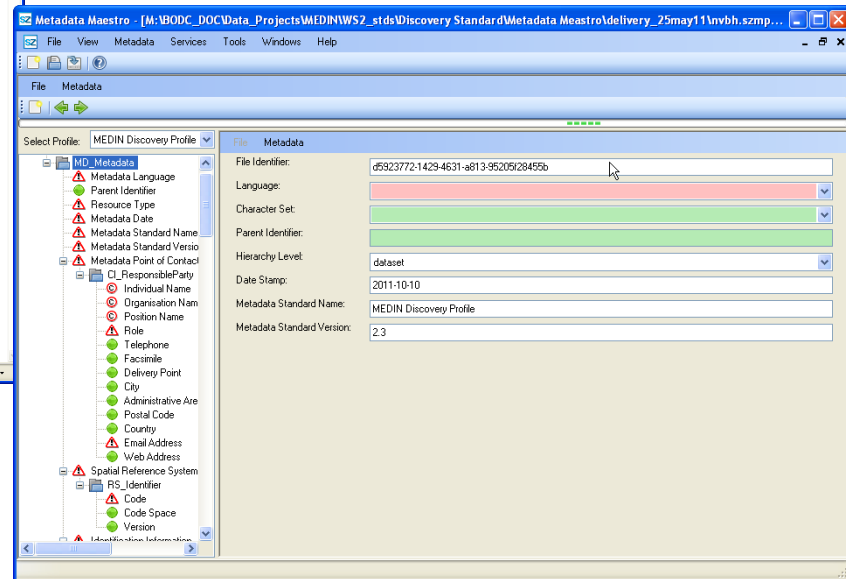 Metadata Maestro - [M:\BODC_DOC\Data_Projects\MEDIN\WS2_stds\Discovery Standard\Metadata Meastro\delivery_25may11\nvbh.szmp...
SZ File View Metadata Services Tools Windows Help
File Metadata
Select Profile: MEDIN Discovery Profile
File Metadata
MD_Metadata
Metadata Language
Parent Identifier
Resource Type
Metadata Date
Metadata Standard Name
Metadata Standard Versio
Metadata Point of Contact
CI_ResponsibleParty
Individual Name
Organisation Nam
Position Name
Role
Telephone
Facsimile
Delivery Point
City
Administrative Are
Postal Code
Country
Email Address
Web Address
Spatial Reference System
RS_Identifier
Code
Code Space
Version
Identification Information
File Identifier: d5923772-1429-4631-a813-95205f28455b
Language:
Character Set:
Parent Identifier:
Hierarchy Level: dataset
Date Stamp: 2011-10-10
Metadata Standard Name: MEDIN Discovery Profile
Metadata Standard Version: 2.3